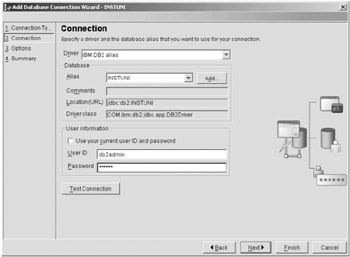 Add Database Connection Wizard - INSTUNI
1. Connection Ty...
2. Connection
3. Options
4. Summary
Connection
Specify a driver and the database alias that you want to use for your connection.
Driver IBM DB2 alias
Database
Alias INSTUNI Add...
Comments
Location(URL) jdbc:db2:INSTUNI
Driver class COM.ibm.db2.jdbc.app.DB2Driver
User information
Use your current user ID and password
User ID db2admin
Password ******
Test Connection
Back Next Finish Cancel